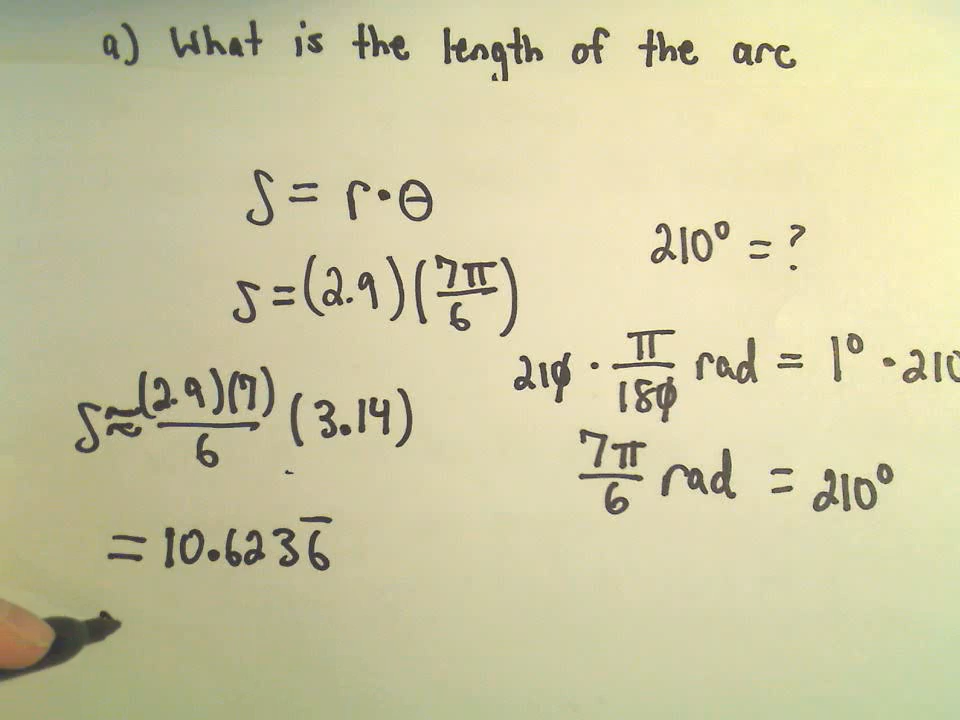 a) What is the length of the arc
S = r·θ
S = (2.9)(7π/6)
S ≈ (2.9)(7)/6 (3.14)
= 10.6236̅
210° = ?
210 · π/180 rad = 1° · 210
7π/6 rad = 210°